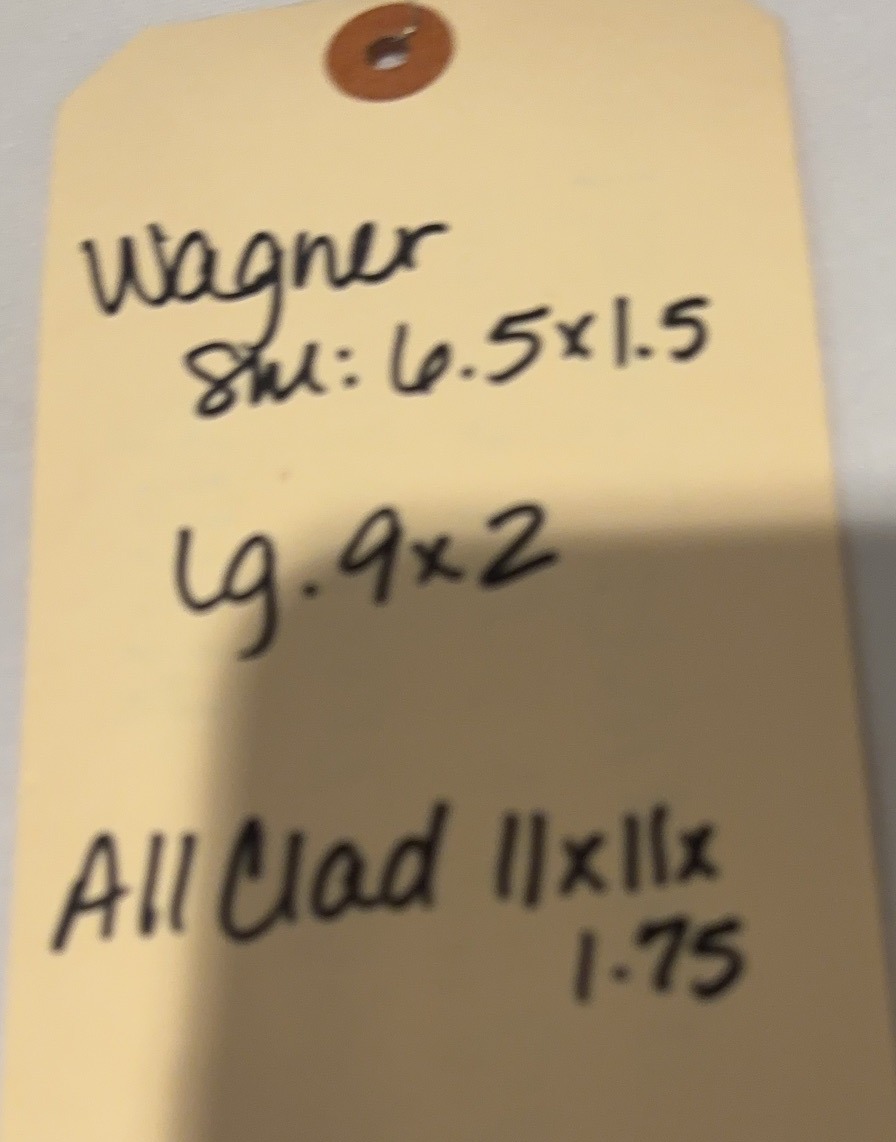 Wagner
Sm: 6.5x1.5
Lg. 9x2
All Clad 11x11x
1.75